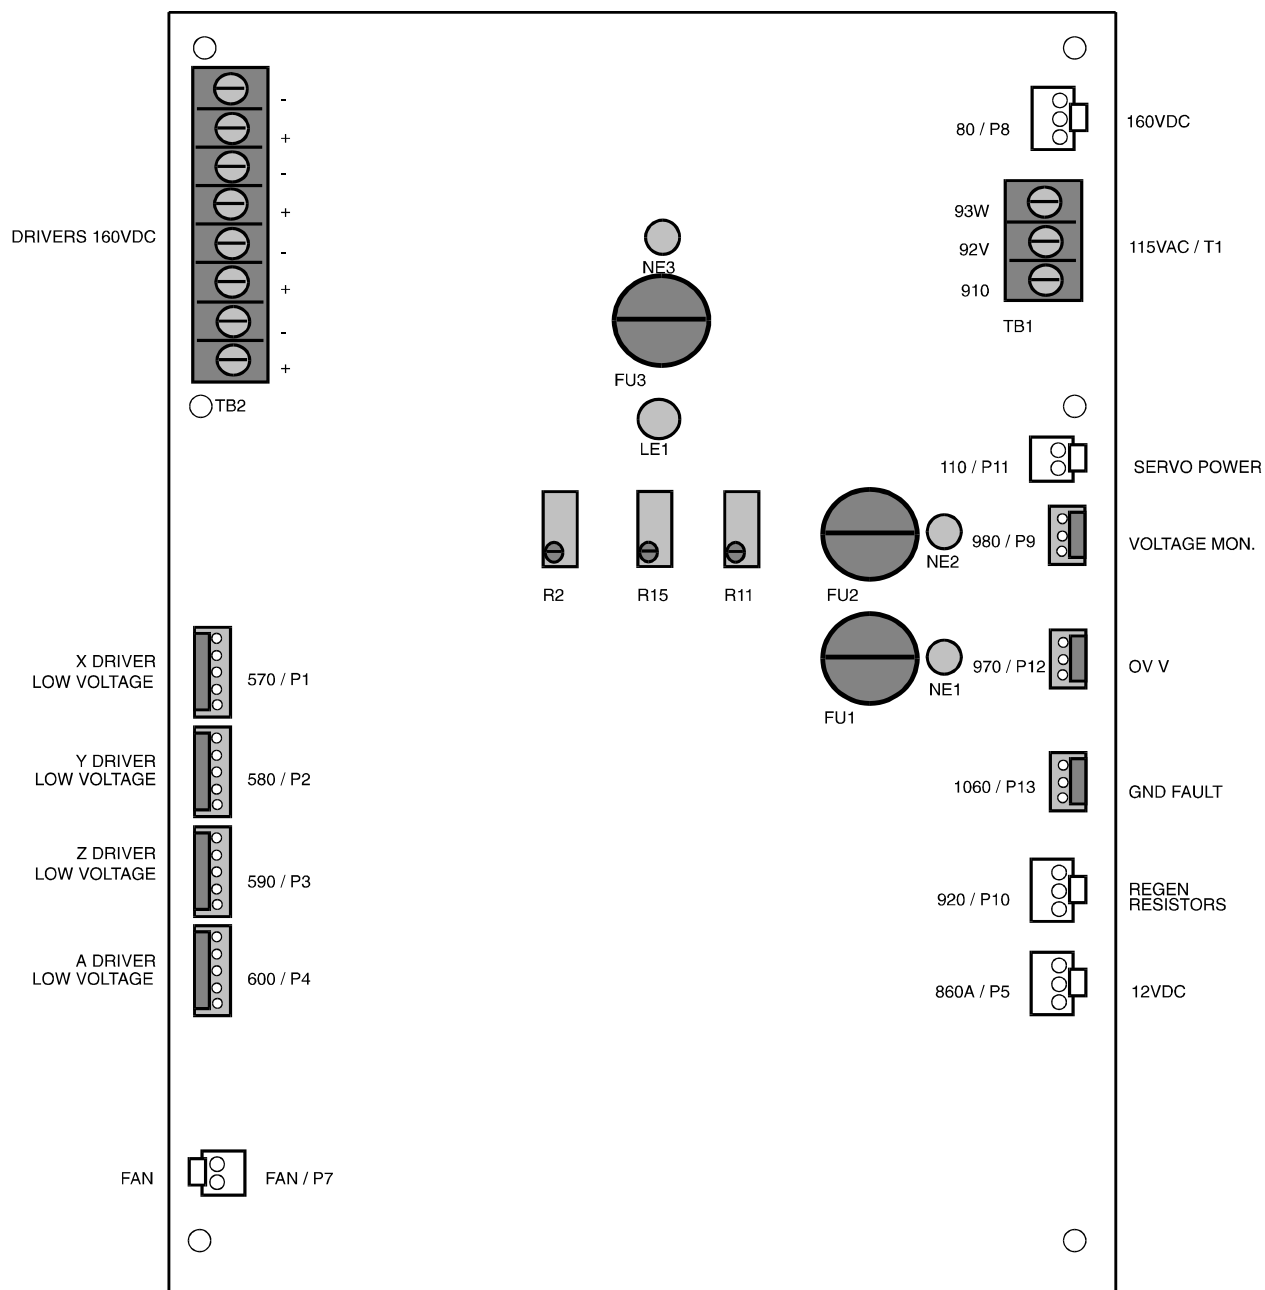 -
80 / P8
160VDC
+
-
93W
+
DRIVERS 160VDC
92V
115VAC / T1
-
NE3
+
910
TB1
-
+
FU3
TB2
LE1
110 / P11
SERVO POWER
980 / P9
VOLTAGE MON.
NE2
R2
R15
R11
FU2
X DRIVER
LOW VOLTAGE
570 / P1
970 / P12
OV V
NE1
FU1
Y DRIVER
LOW VOLTAGE
580 / P2
1060 / P13
GND FAULT
Z DRIVER
LOW VOLTAGE
590 / P3
920 / P10
REGEN
RESISTORS
A DRIVER
LOW VOLTAGE
600 / P4
860A / P5
12VDC
FAN
FAN / P7